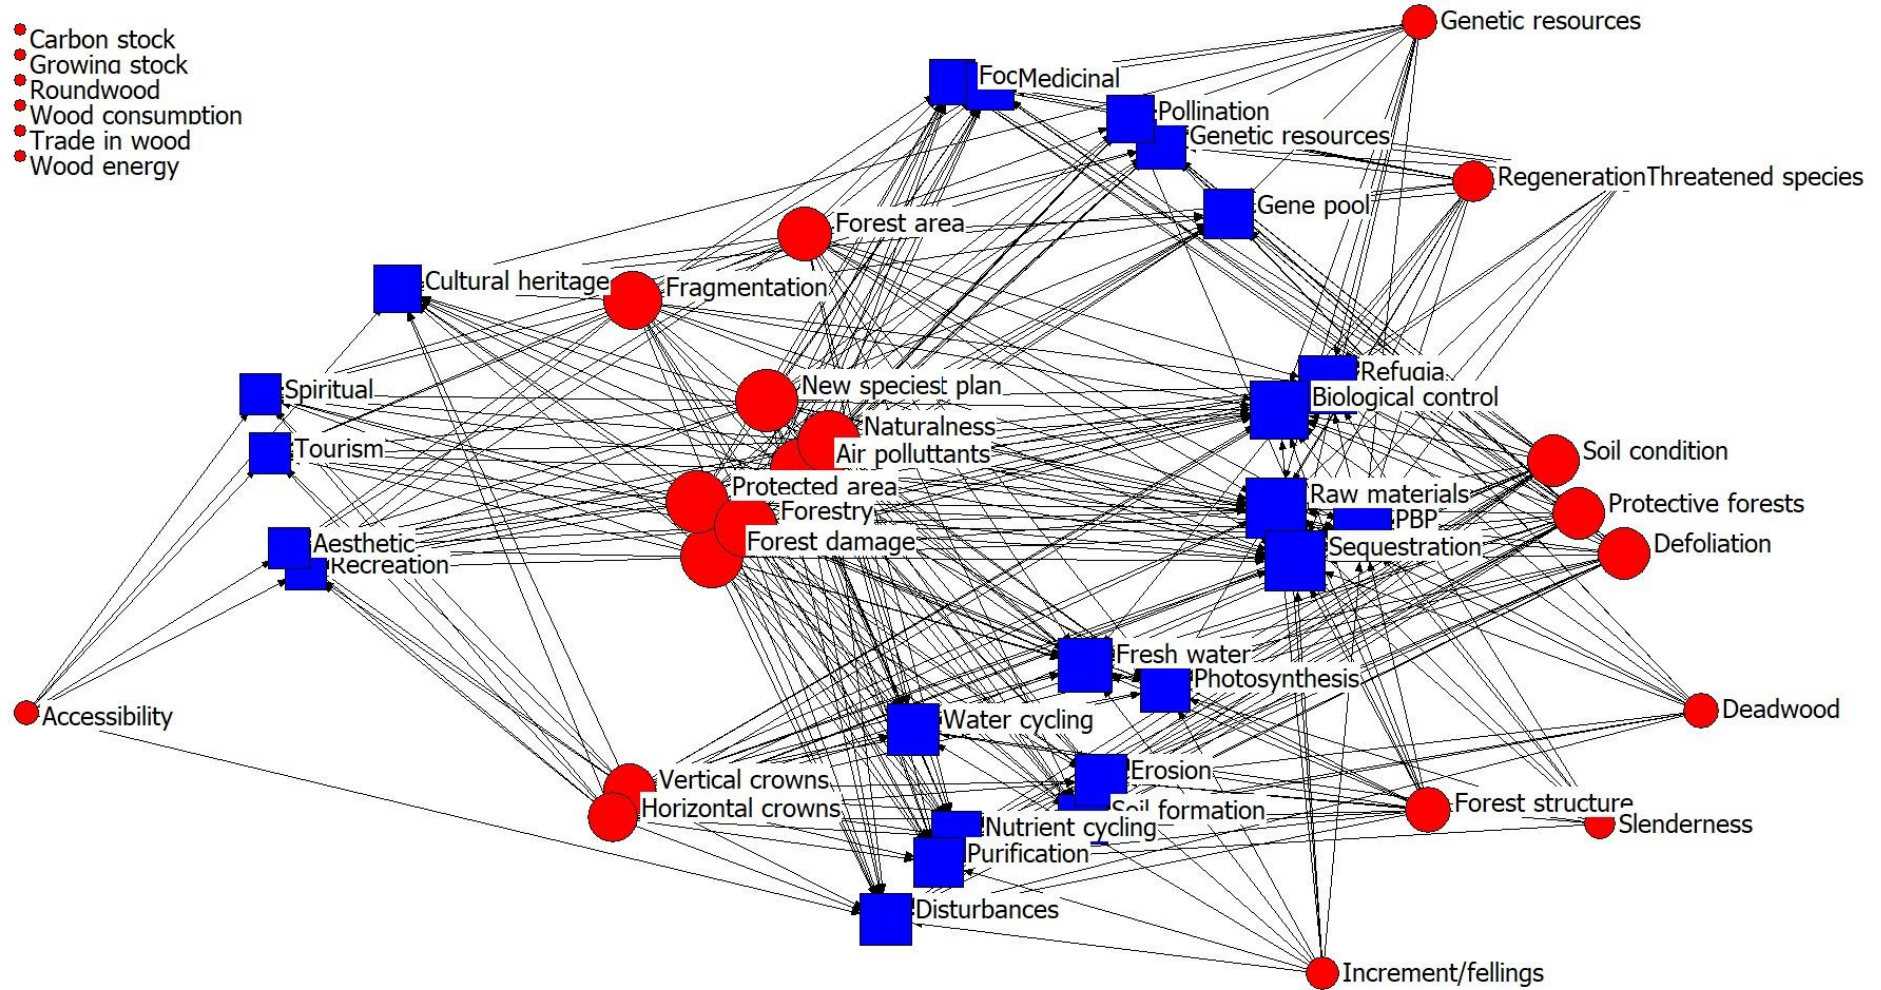 Carbon stock
Growing stock
Roundwood
Wood consumption
Trade in wood
Wood energy
Genetic resources
Medicinal
Pollination
Genetic resources
Regeneration
Threatened species
Gene pool
Forest area
Cultural heritage
Fragmentation
Refugia
Spiritual
New species
t plan
Biological control
Naturalness
Tourism
Air pollutants
Soil condition
Protected area
Raw materials
Protective forests
Forestry
PBP
Aesthetic
Forest damage
Sequestration
Defoliation
Recreation
Fresh water
Photosynthesis
Accessibility
Water cycling
Deadwood
Vertical crowns
Erosion
Horizontal crowns
Soil formation
Forest structure
Nutrient cycling
Slenderness
Purification
Disturbances
Increment/fellings